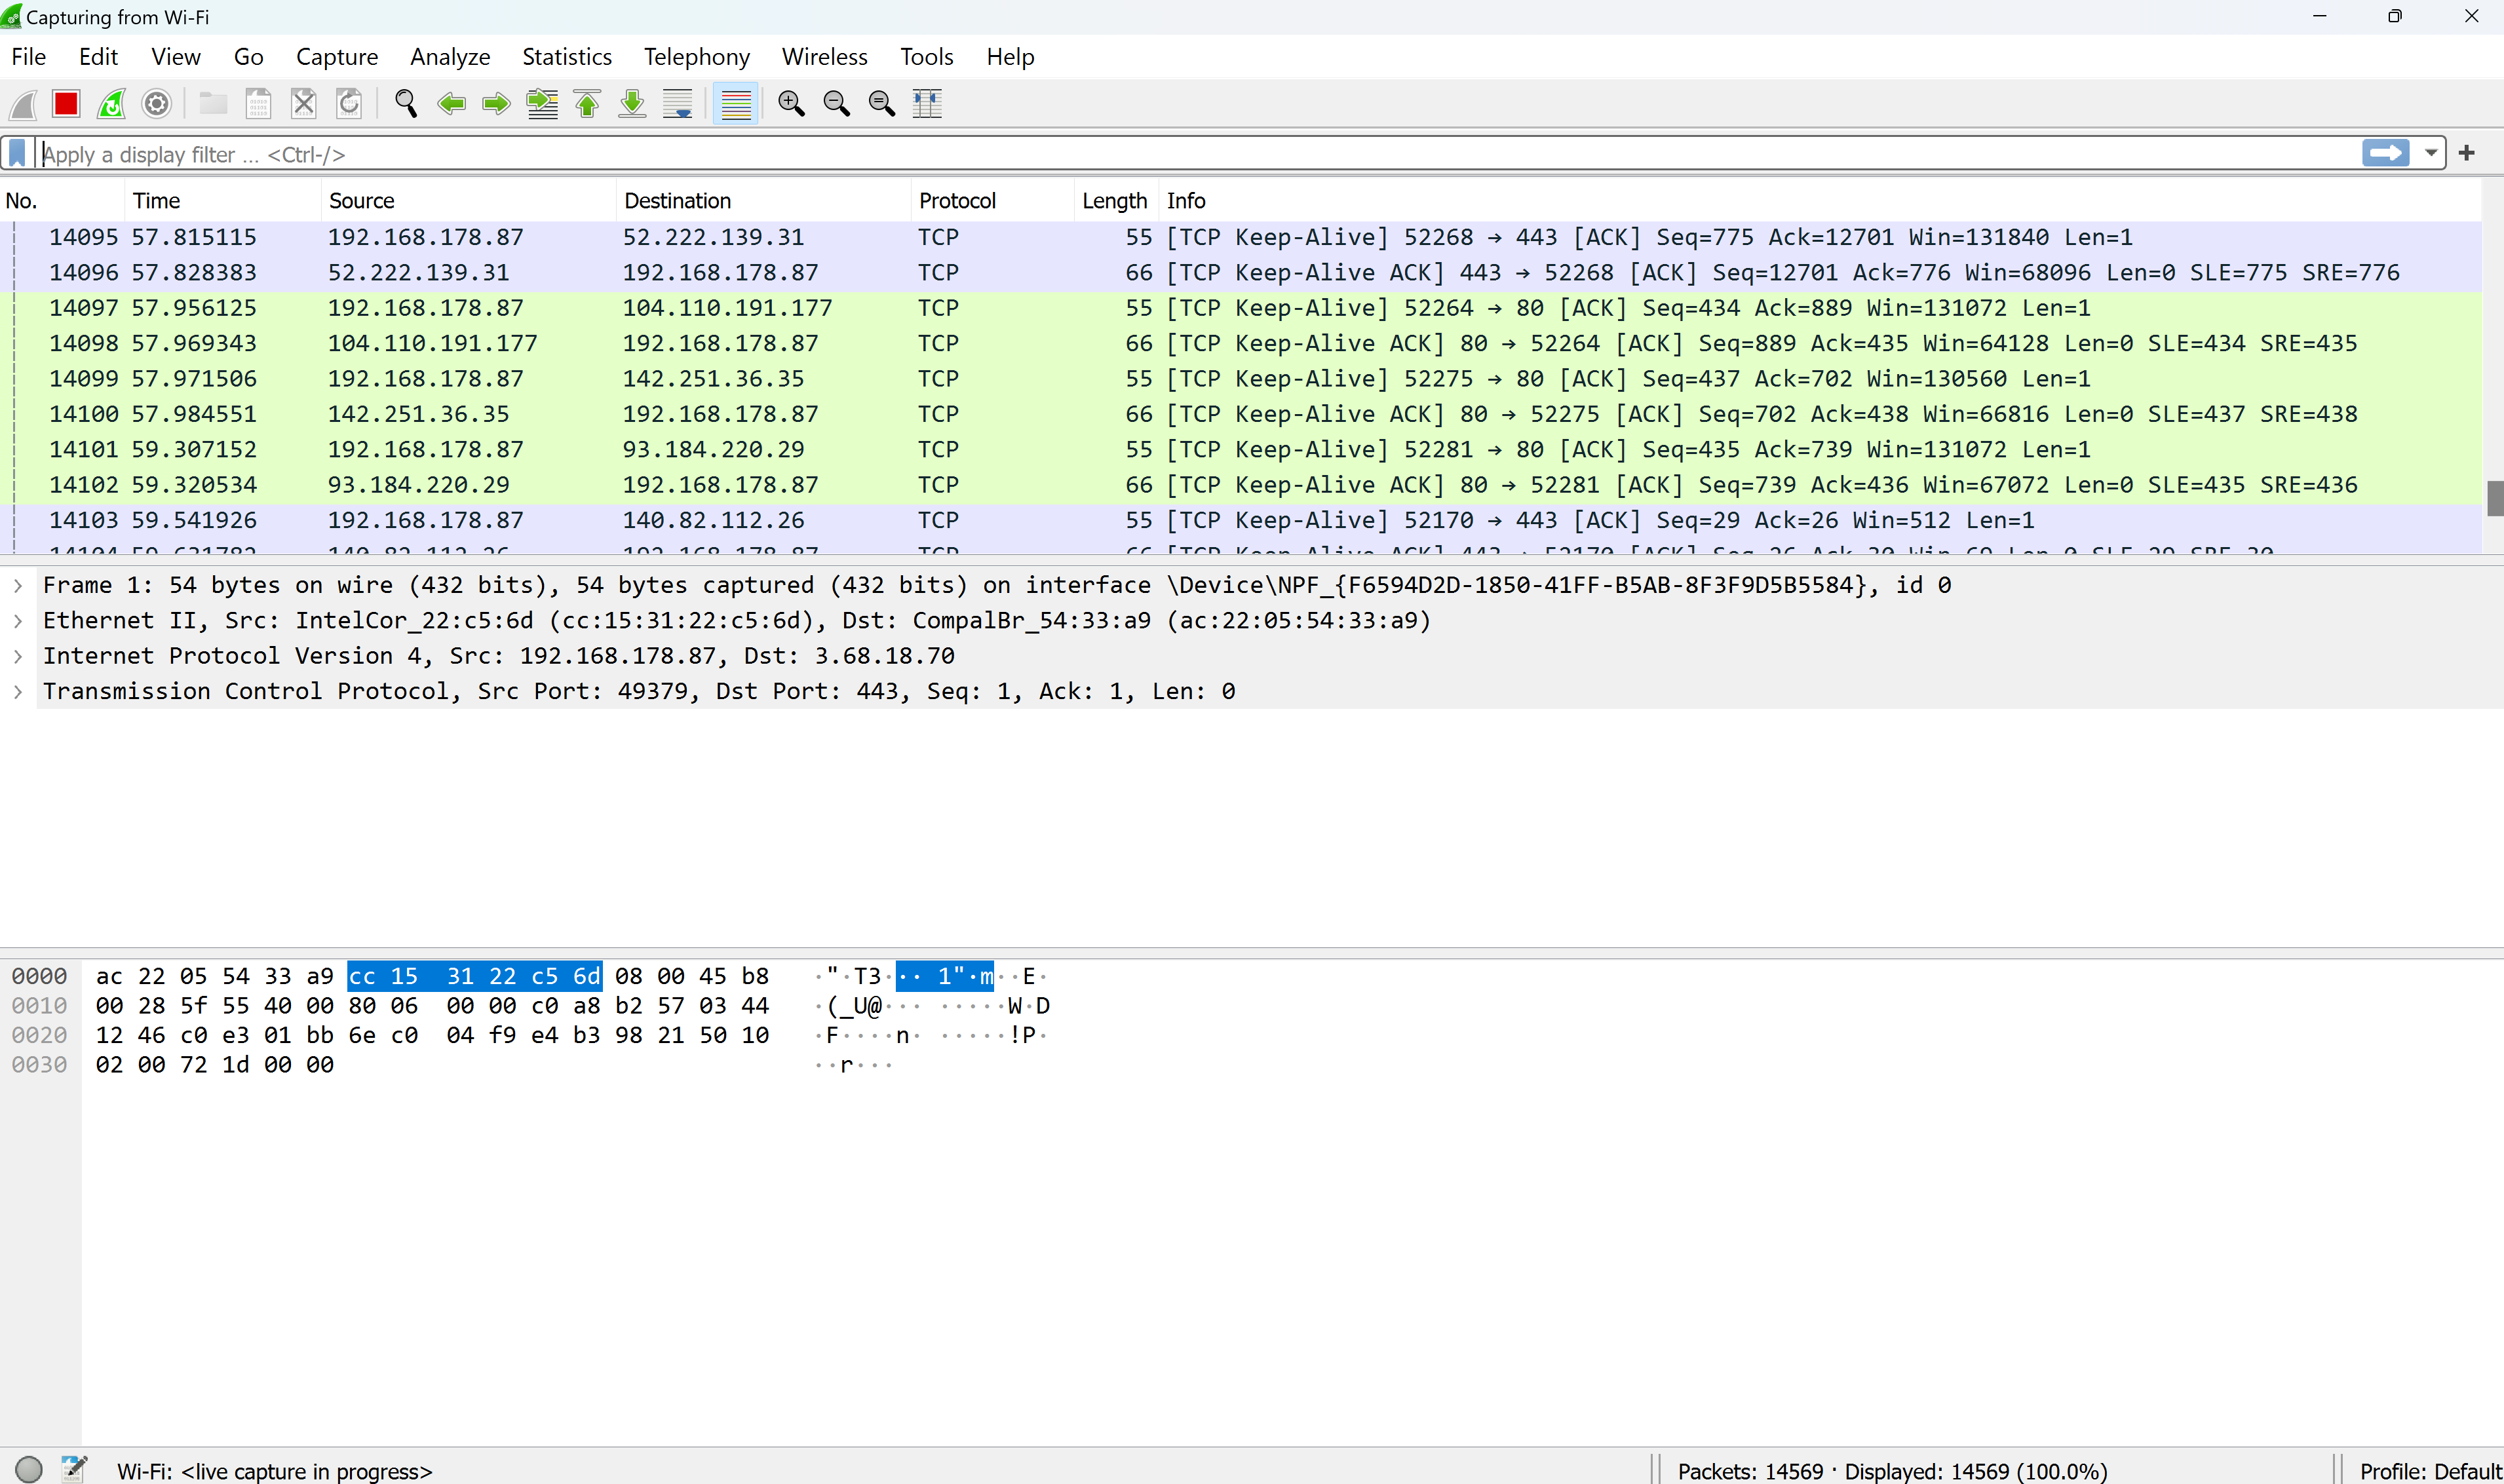 Capturing from Wi-Fi
File Edit View Go Capture Analyze Statistics Telephony Wireless Tools Help
Apply a display filter ... <Ctrl-/>
No. Time Source Destination Protocol Length Info
14095 57.815115 192.168.178.87 52.222.139.31 TCP 55 [TCP Keep-Alive] 52268 → 443 [ACK] Seq=775 Ack=12701 Win=131840 Len=1
14096 57.828383 52.222.139.31 192.168.178.87 TCP 66 [TCP Keep-Alive ACK] 443 → 52268 [ACK] Seq=12701 Ack=776 Win=68096 Len=0 SLE=775 SRE=776
14097 57.956125 192.168.178.87 104.110.191.177 TCP 55 [TCP Keep-Alive] 52264 → 80 [ACK] Seq=434 Ack=889 Win=131072 Len=1
14098 57.969343 104.110.191.177 192.168.178.87 TCP 66 [TCP Keep-Alive ACK] 80 → 52264 [ACK] Seq=889 Ack=435 Win=64128 Len=0 SLE=434 SRE=435
14099 57.971506 192.168.178.87 142.251.36.35 TCP 55 [TCP Keep-Alive] 52275 → 80 [ACK] Seq=437 Ack=702 Win=130560 Len=1
14100 57.984551 142.251.36.35 192.168.178.87 TCP 66 [TCP Keep-Alive ACK] 80 → 52275 [ACK] Seq=702 Ack=438 Win=66816 Len=0 SLE=437 SRE=438
14101 59.307152 192.168.178.87 93.184.220.29 TCP 55 [TCP Keep-Alive] 52281 → 80 [ACK] Seq=435 Ack=739 Win=131072 Len=1
14102 59.320534 93.184.220.29 192.168.178.87 TCP 66 [TCP Keep-Alive ACK] 80 → 52281 [ACK] Seq=739 Ack=436 Win=67072 Len=0 SLE=435 SRE=436
14103 59.541926 192.168.178.87 140.82.112.26 TCP 55 [TCP Keep-Alive] 52170 → 443 [ACK] Seq=29 Ack=26 Win=512 Len=1
Frame 1: 54 bytes on wire (432 bits), 54 bytes captured (432 bits) on interface \Device\NPF_{F6594D2D-1850-41FF-B5AB-8F3F9D5B5584}, id 0
Ethernet II, Src: IntelCor_22:c5:6d (cc:15:31:22:c5:6d), Dst: CompalBr_54:33:a9 (ac:22:05:54:33:a9)
Internet Protocol Version 4, Src: 192.168.178.87, Dst: 3.68.18.70
Transmission Control Protocol, Src Port: 49379, Dst Port: 443, Seq: 1, Ack: 1, Len: 0
0000 ac 22 05 54 33 a9 cc 15 31 22 c5 6d 08 00 45 b8 ·"·T3··· 1"·m··E·
0010 00 28 5f 55 40 00 80 06 00 00 c0 a8 b2 57 03 44 ·(_U@··· ·····W·D
0020 12 46 c0 e3 01 bb 6e c0 04 f9 e4 b3 98 21 50 10 ·F····n· ·····!P·
0030 02 00 72 1d 00 00 ··r···
Wi-Fi: <live capture in progress> Packets: 14569 · Displayed: 14569 (100.0%) Profile: Default